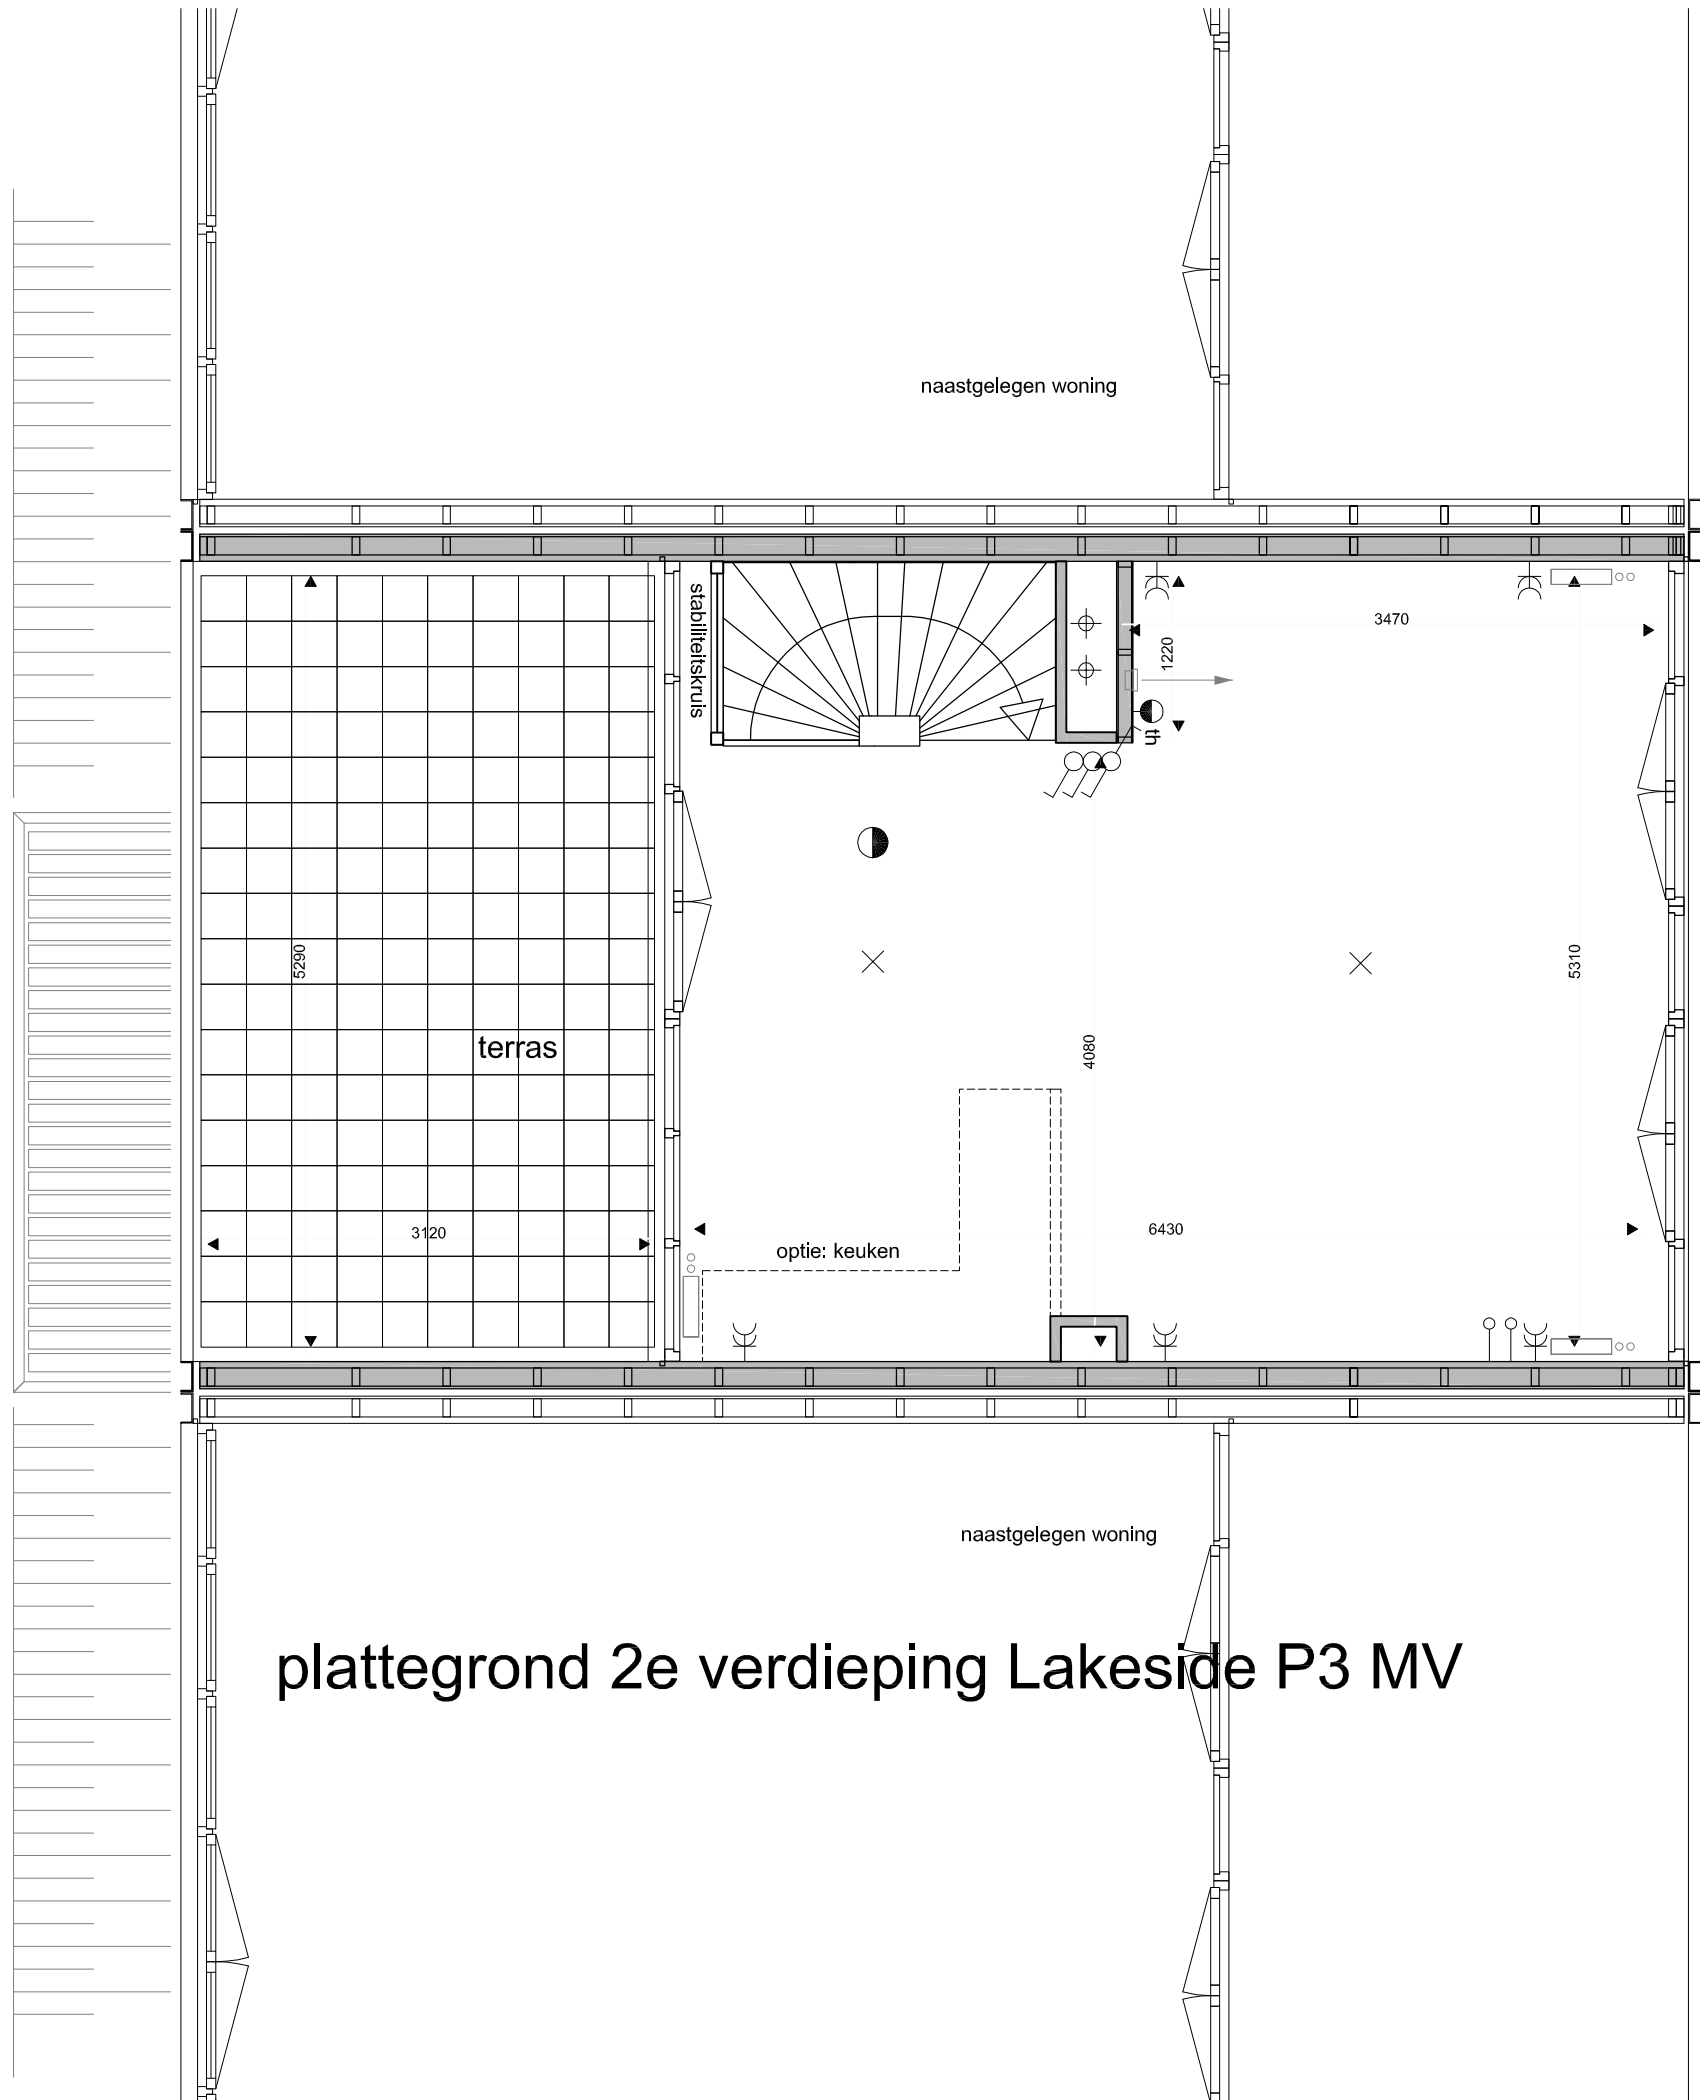 naastgelegen woning
stabiliteitskruis
3470
1220
th
5290
5310
terras
4080
3120
6430
optie: keuken
naastgelegen woning
plattegrond 2e verdieping Lakeside P3 MV